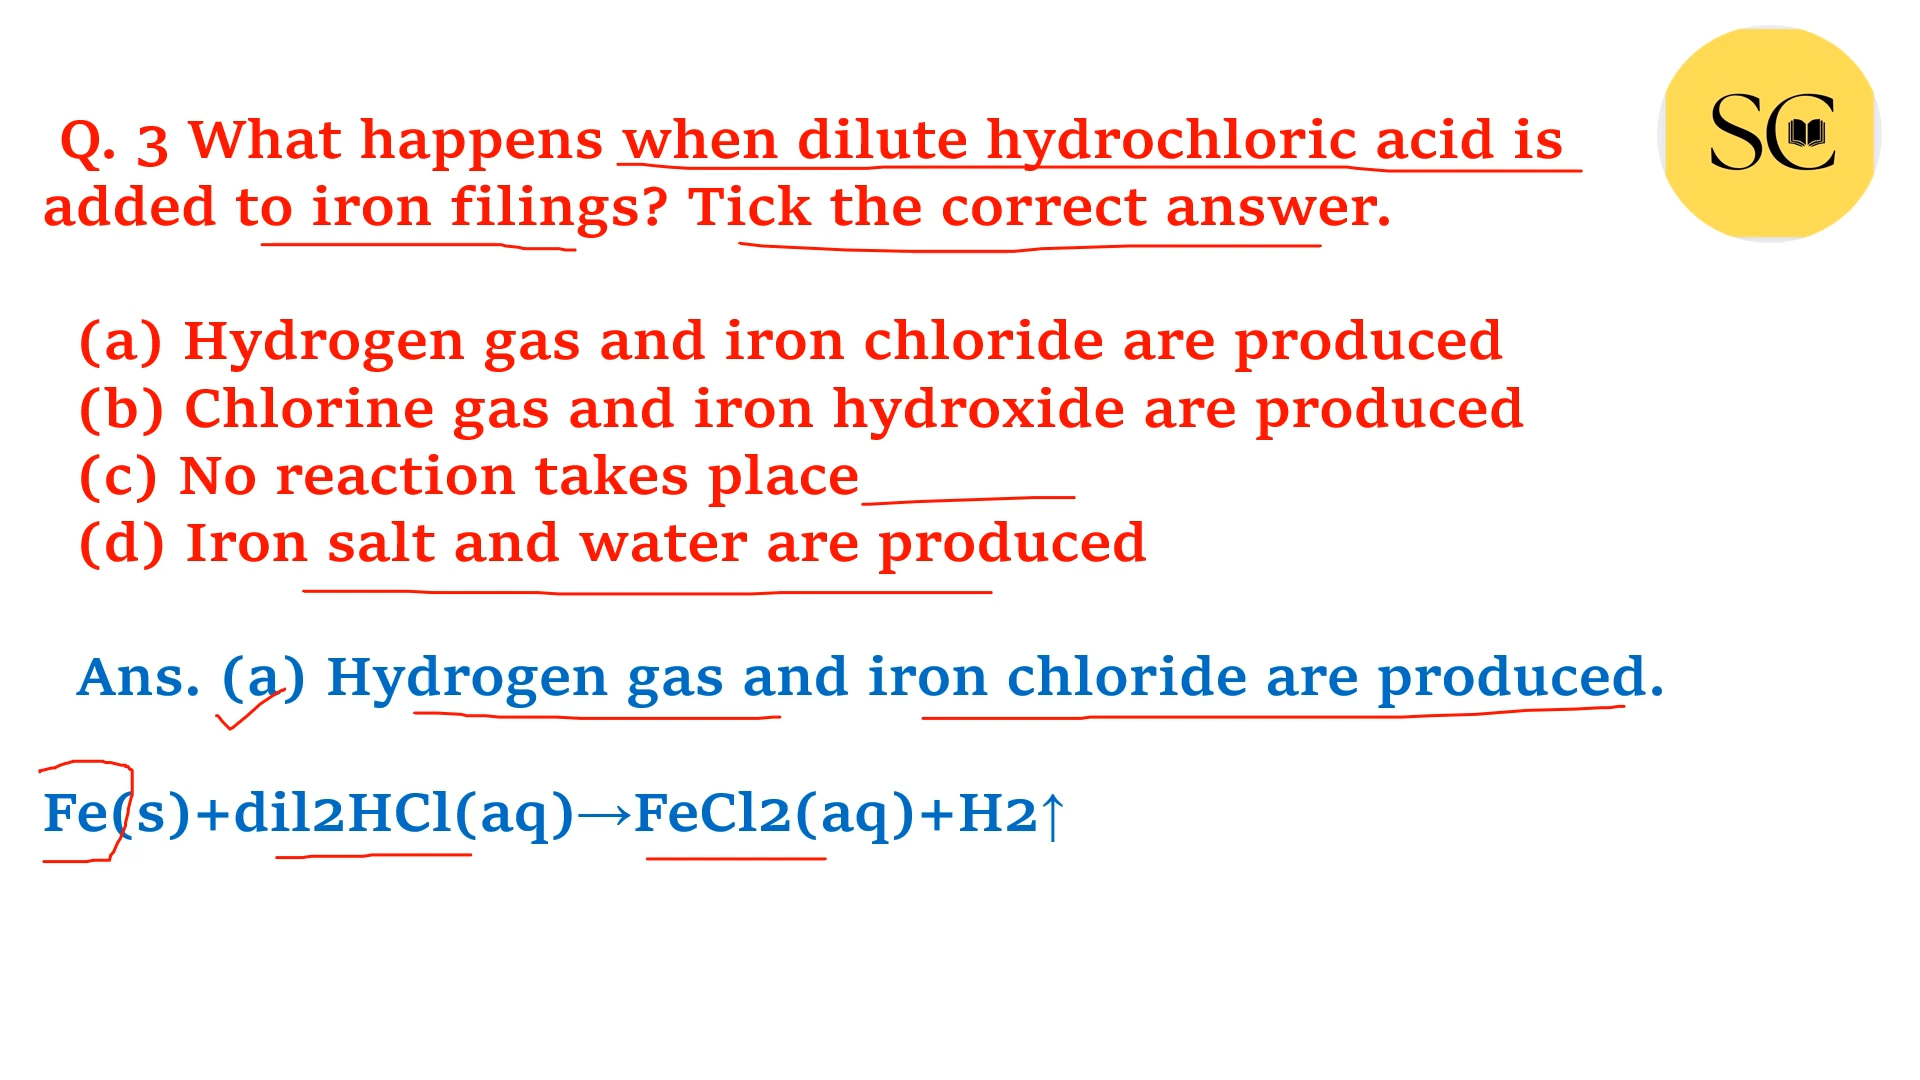 SC
Q. 3 What happens when dilute hydrochloric acid is
added to iron filings? Tick the correct answer.
(a) Hydrogen gas and iron chloride are produced
(b) Chlorine gas and iron hydroxide are produced
(c) No reaction takes place
(d) Iron salt and water are produced
Ans. (a) Hydrogen gas and iron chloride are produced.
Fe(s)+dil2HCl(aq)→FeCl2(aq)+H2↑